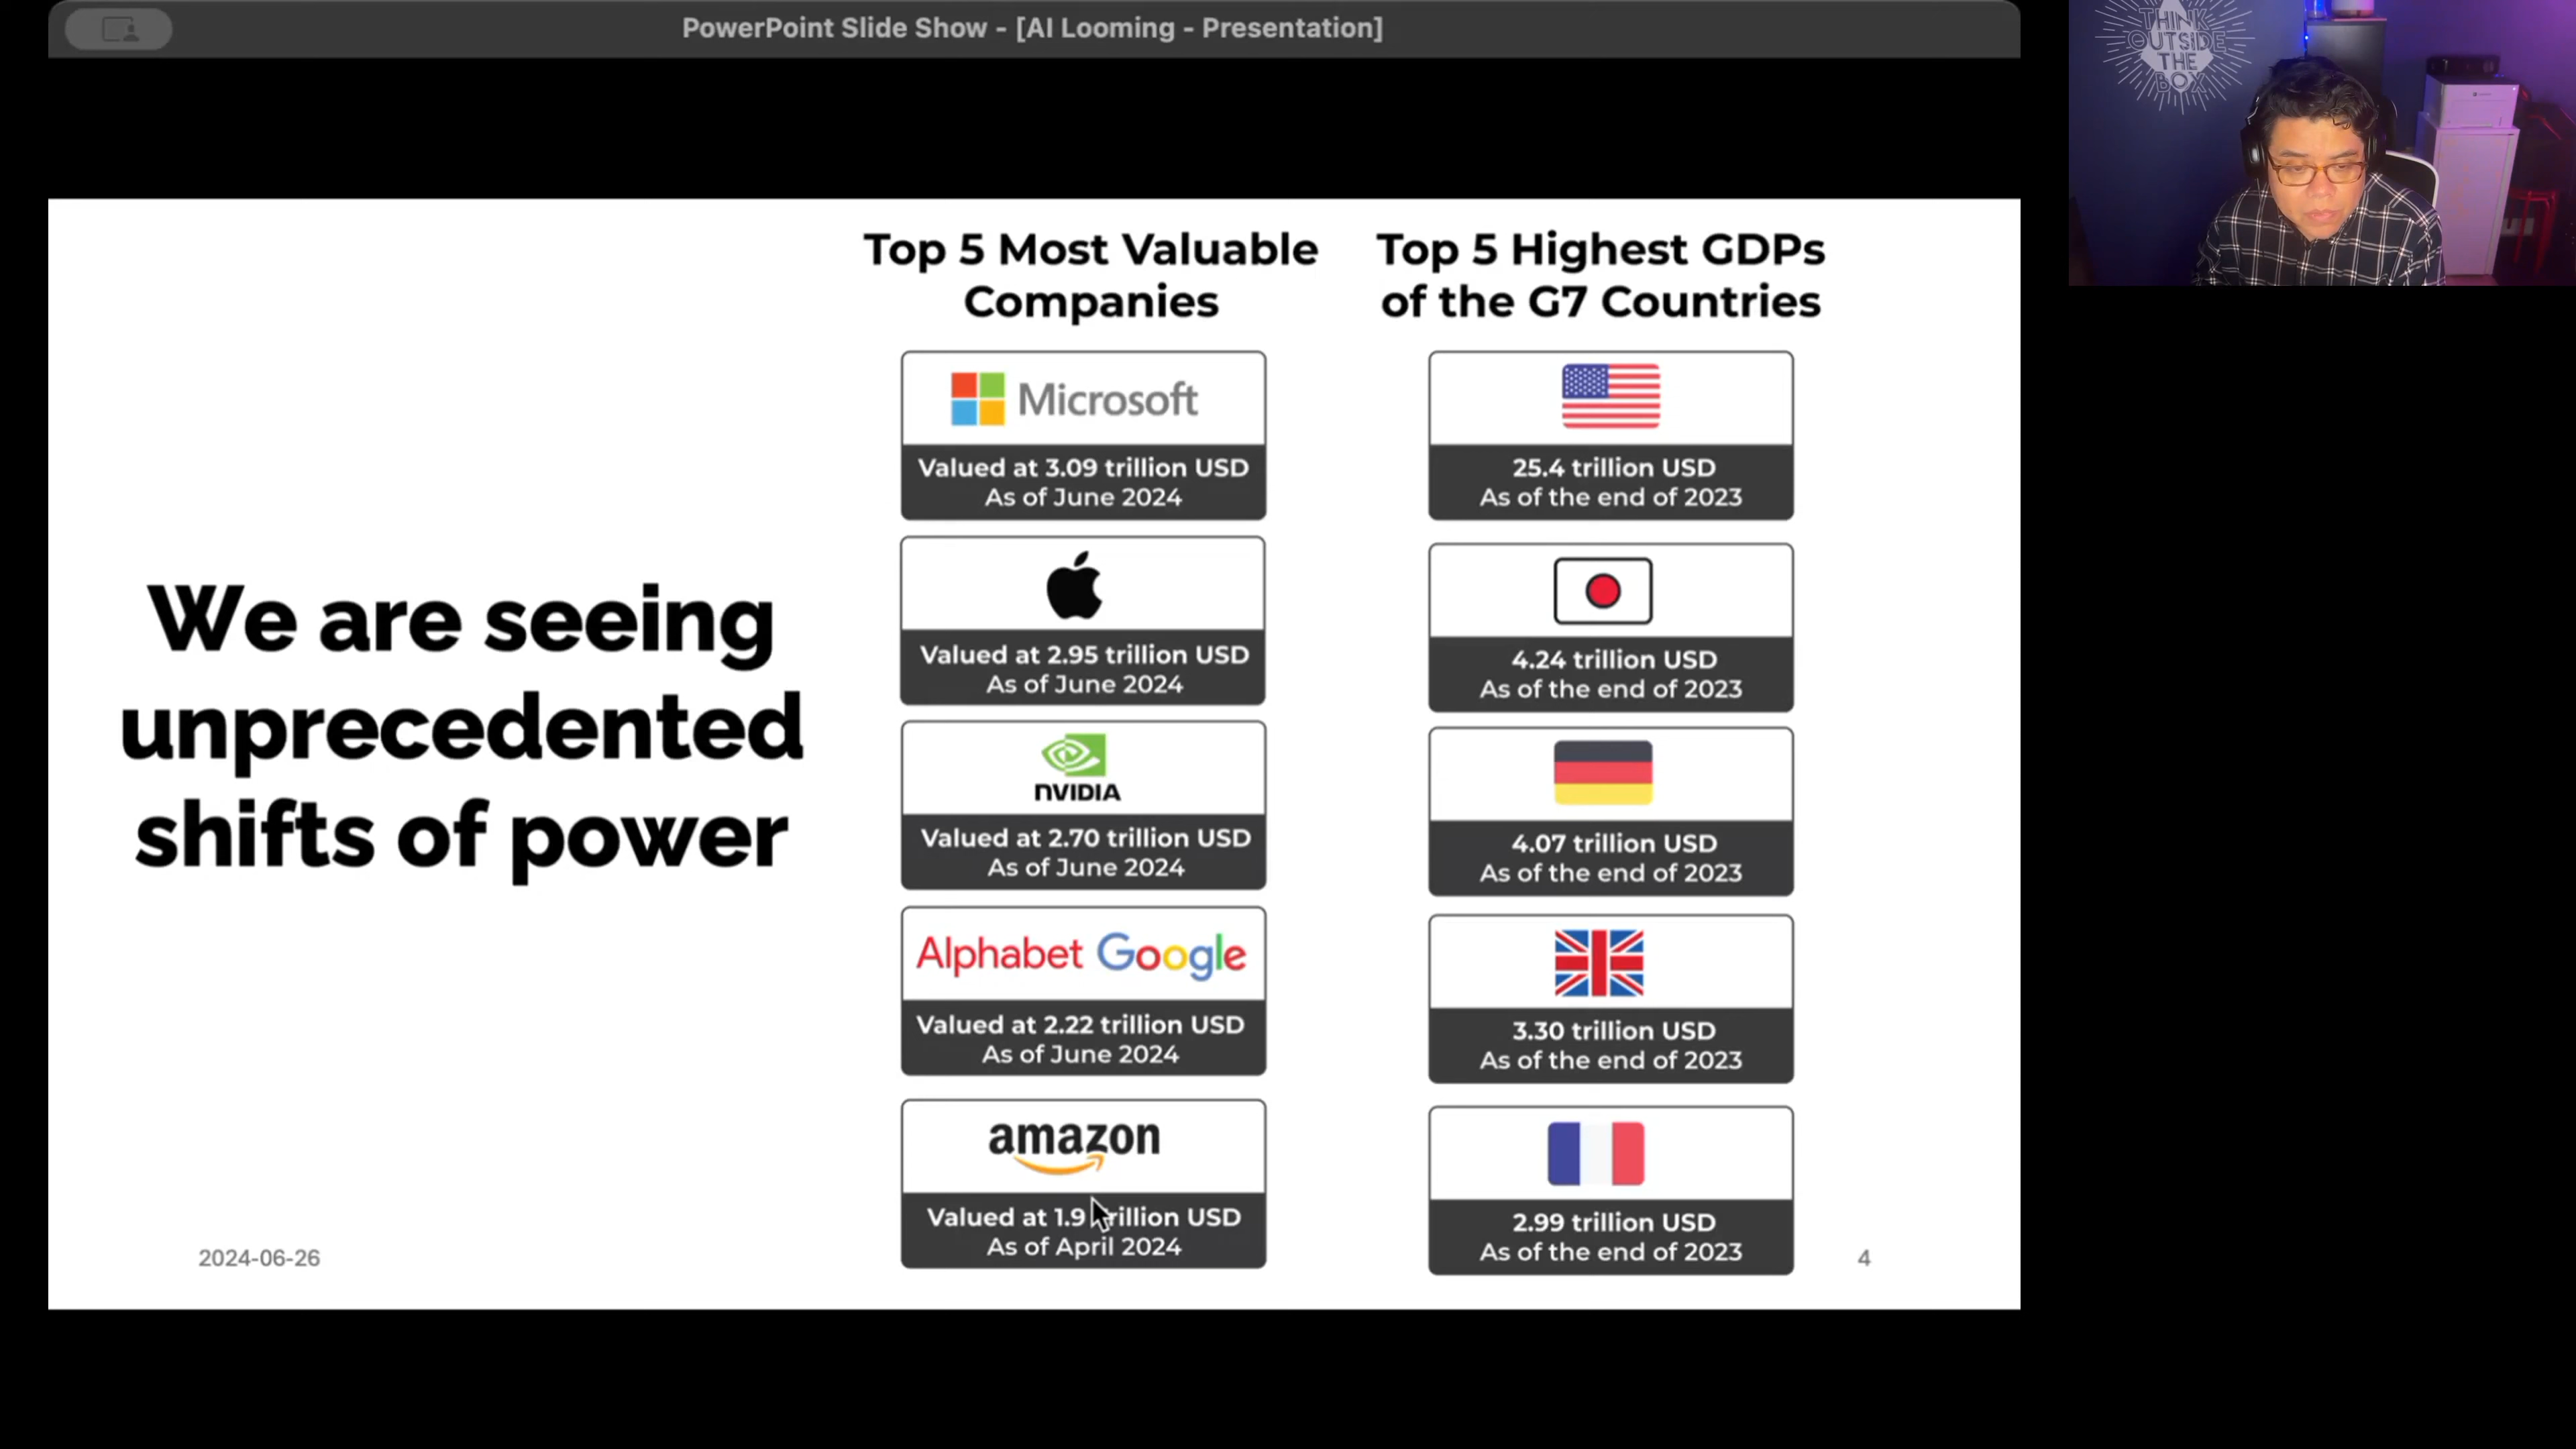 PowerPoint Slide Show - [AI Looming - Presentation]
THINK
OUTSIDE
THE
BOX
We are seeing
unprecedented
shifts of power
Top 5 Most Valuable
Companies
Microsoft
Valued at 3.09 trillion USD
As of June 2024
Valued at 2.95 trillion USD
As of June 2024
NVIDIA
Valued at 2.70 trillion USD
As of June 2024
Alphabet Google
Valued at 2.22 trillion USD
As of June 2024
amazon
Valued at 1.9 trillion USD
As of April 2024
Top 5 Highest GDPs
of the G7 Countries
25.4 trillion USD
As of the end of 2023
4.24 trillion USD
As of the end of 2023
4.07 trillion USD
As of the end of 2023
3.30 trillion USD
As of the end of 2023
2.99 trillion USD
As of the end of 2023
2024-06-26
4